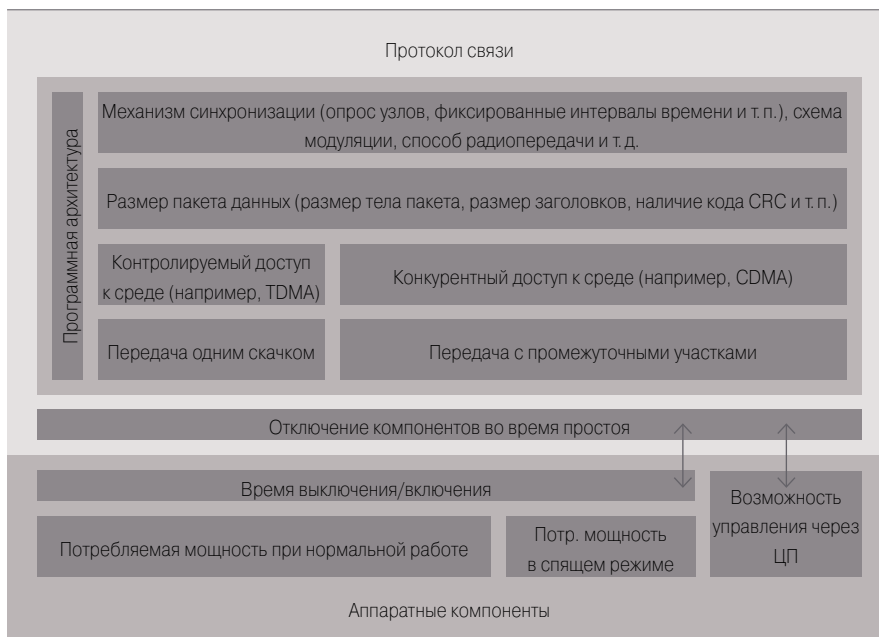 Протокол связи
Программная архитектура
Механизм синхронизации (опрос узлов, фиксированные интервалы времени и т. п.), схема
модуляции, способ радиопередачи и т. д.
Размер пакета данных (размер тела пакета, размер заголовков, наличие кода CRC и т. п.)
Контролируемый доступ
к среде (например, TDMA)
Конкурентный доступ к среде (например, CDMA)
Передача одним скачком
Передача с промежуточными участками
Отключение компонентов во время простоя
Время выключения/включения
Возможность
управления через
ЦП
Потребляемая мощность при нормальной работе
Потр. мощность
в спящем режиме
Аппаратные компоненты